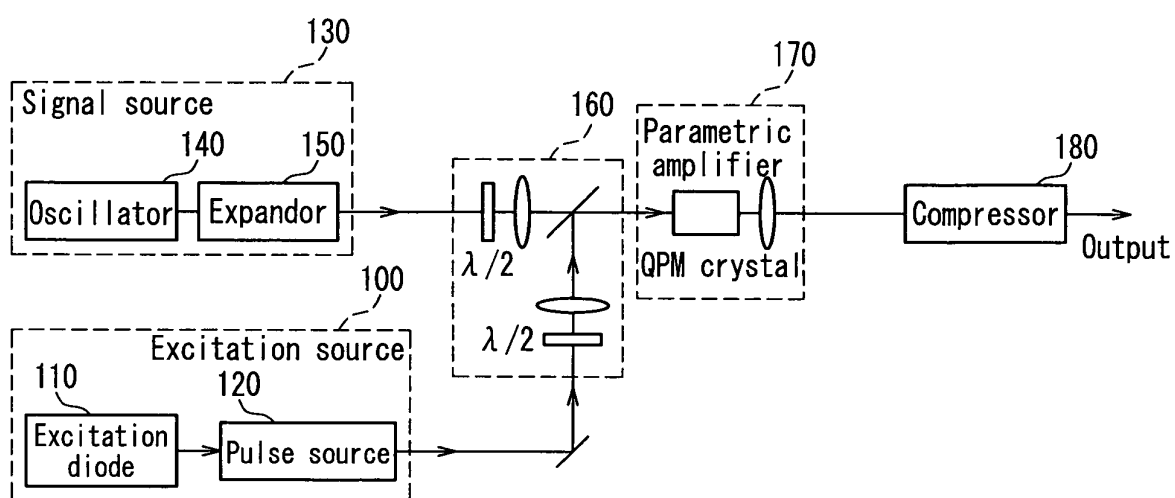 130
Signal source
140
150
Oscillator
Expandor
160
λ/2
λ/2
170
Parametric
amplifier
QPM crystal
180
Compressor
Output
100
Excitation source
110
120
Excitation
diode
Pulse source